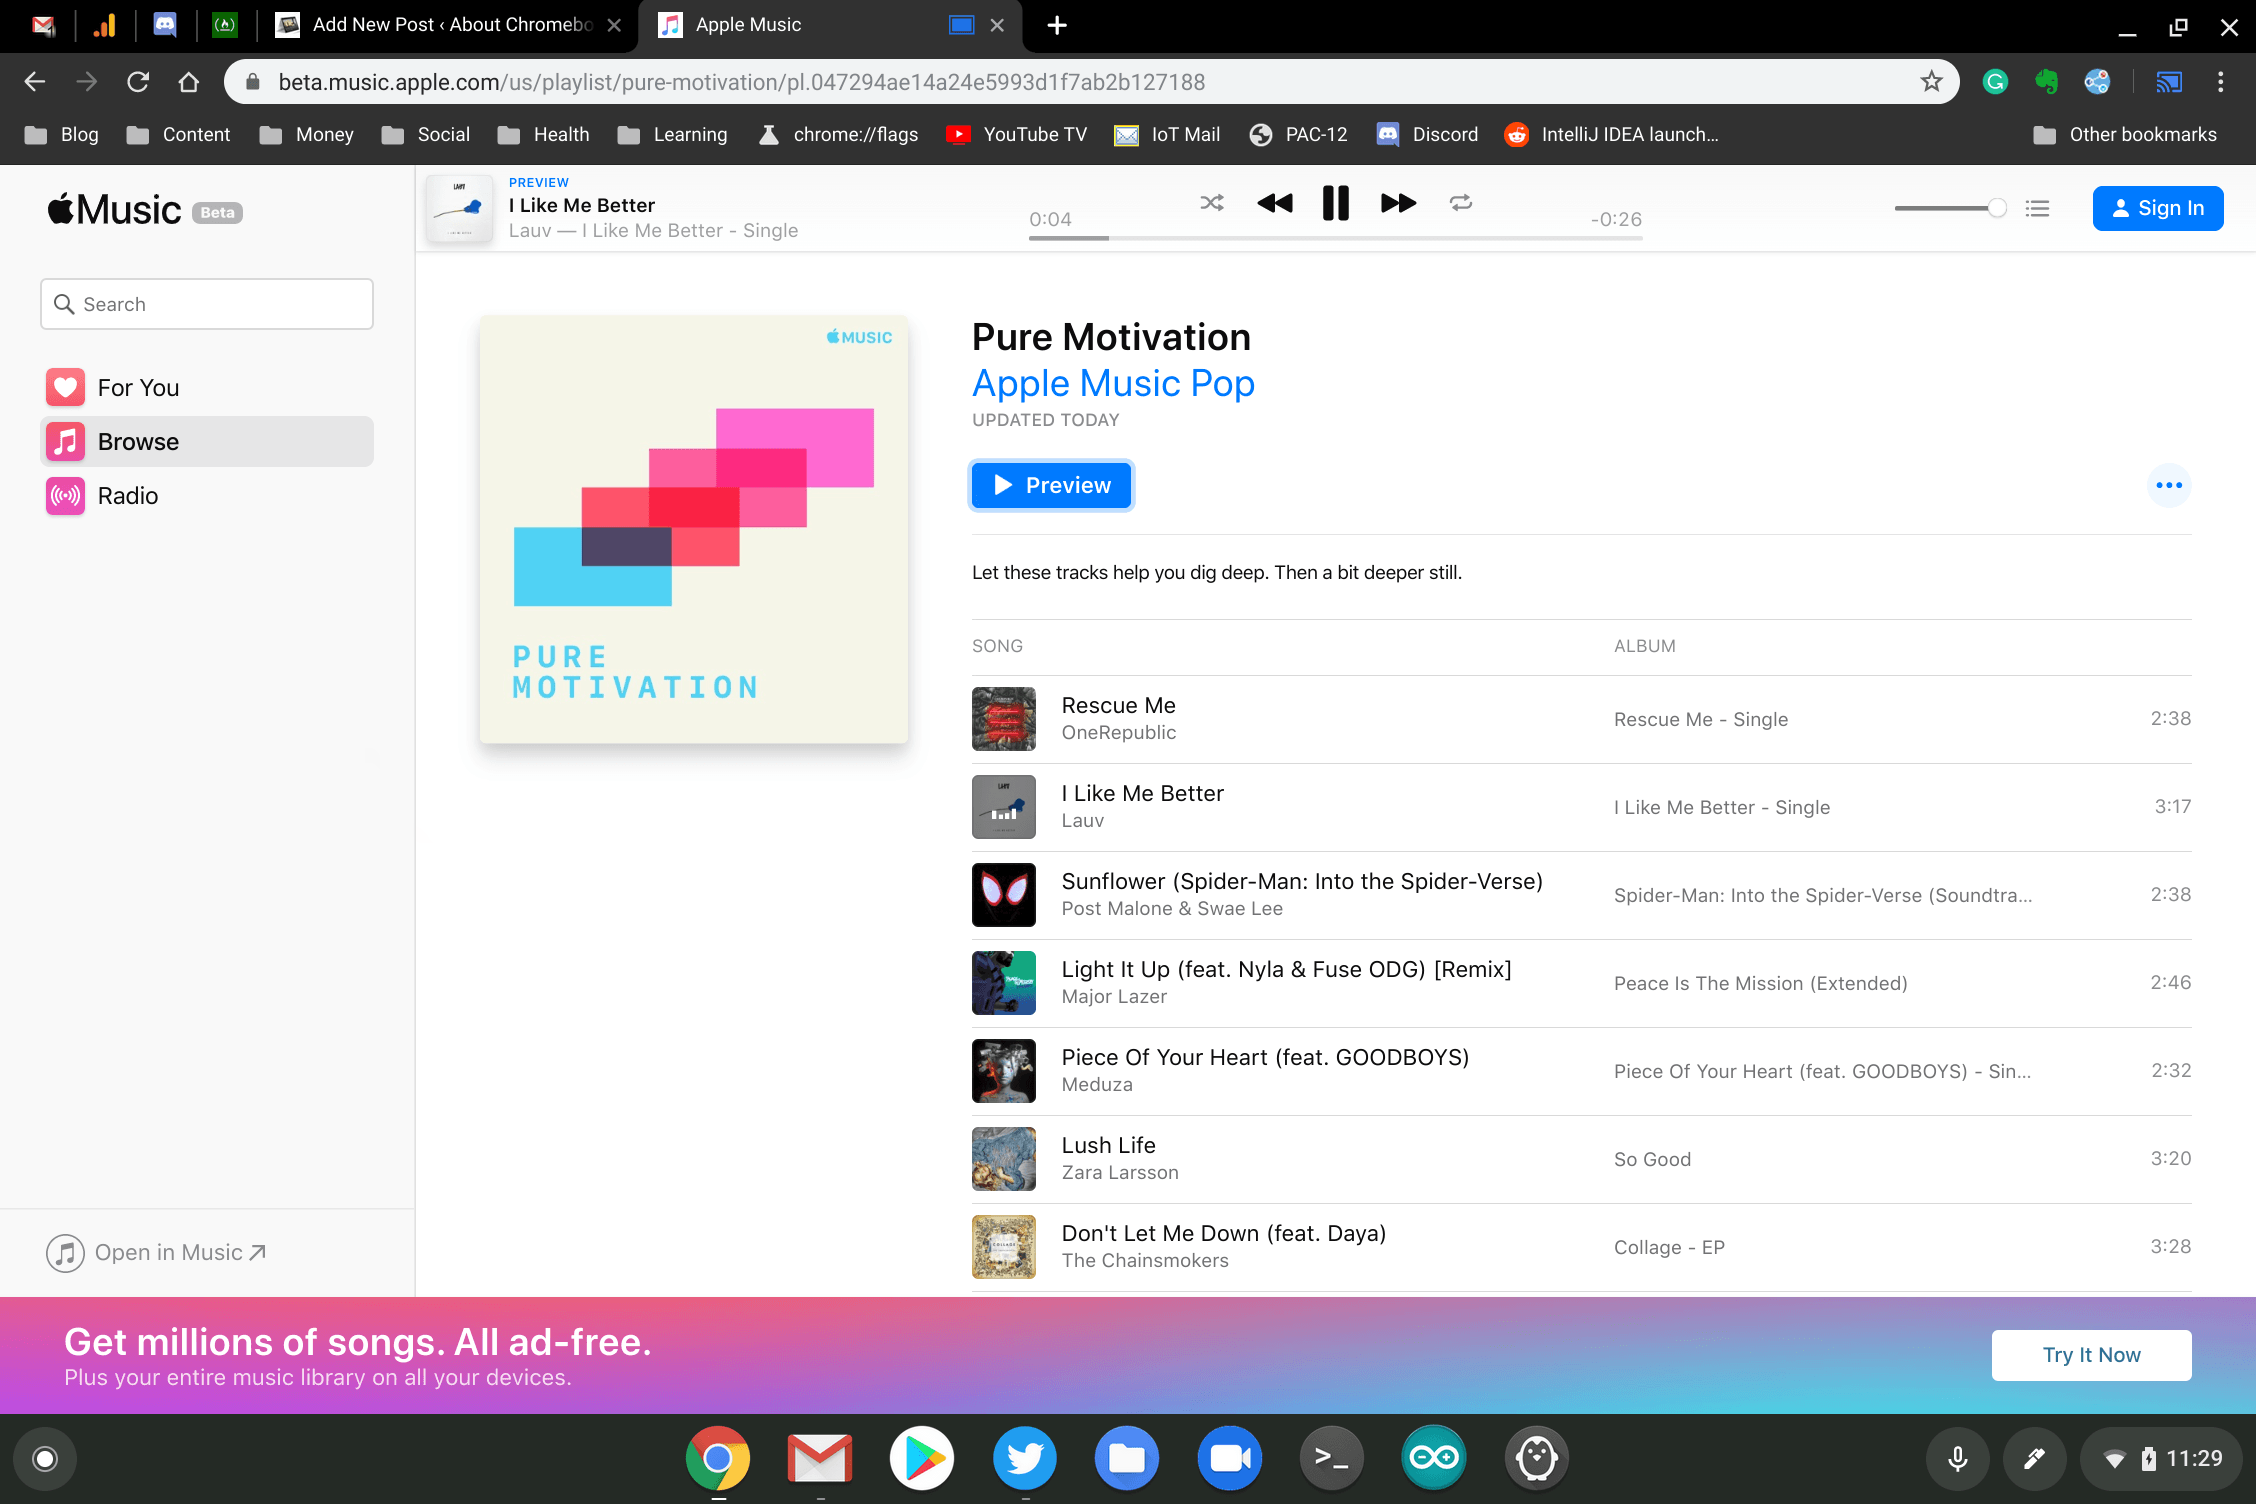 Add New Post ‹ About Chromebo
Apple Music
beta.music.apple.com/us/playlist/pure-motivation/pl.047294ae14a24e5993d1f7ab2b127188
Blog
Content
Money
Social
Health
Learning
chrome://flags
YouTube TV
IoT Mail
PAC-12
Discord
IntelliJ IDEA launch...
Other bookmarks
Music Beta
PREVIEW
I Like Me Better
Lauv — I Like Me Better - Single
0:04
-0:26
Sign In
Search
For You
Browse
Radio
MUSIC
PURE
MOTIVATION
Pure Motivation
Apple Music Pop
UPDATED TODAY
Preview
Let these tracks help you dig deep. Then a bit deeper still.
SONG
ALBUM
Rescue Me
OneRepublic
Rescue Me - Single
2:38
I Like Me Better
Lauv
I Like Me Better - Single
3:17
Sunflower (Spider-Man: Into the Spider-Verse)
Post Malone & Swae Lee
Spider-Man: Into the Spider-Verse (Soundtra...
2:38
Light It Up (feat. Nyla & Fuse ODG) [Remix]
Major Lazer
Peace Is The Mission (Extended)
2:46
Piece Of Your Heart (feat. GOODBOYS)
Meduza
Piece Of Your Heart (feat. GOODBOYS) - Sin...
2:32
Lush Life
Zara Larsson
So Good
3:20
Don't Let Me Down (feat. Daya)
The Chainsmokers
Collage - EP
3:28
Open in Music
Get millions of songs. All ad-free.
Plus your entire music library on all your devices.
Try It Now
11:29